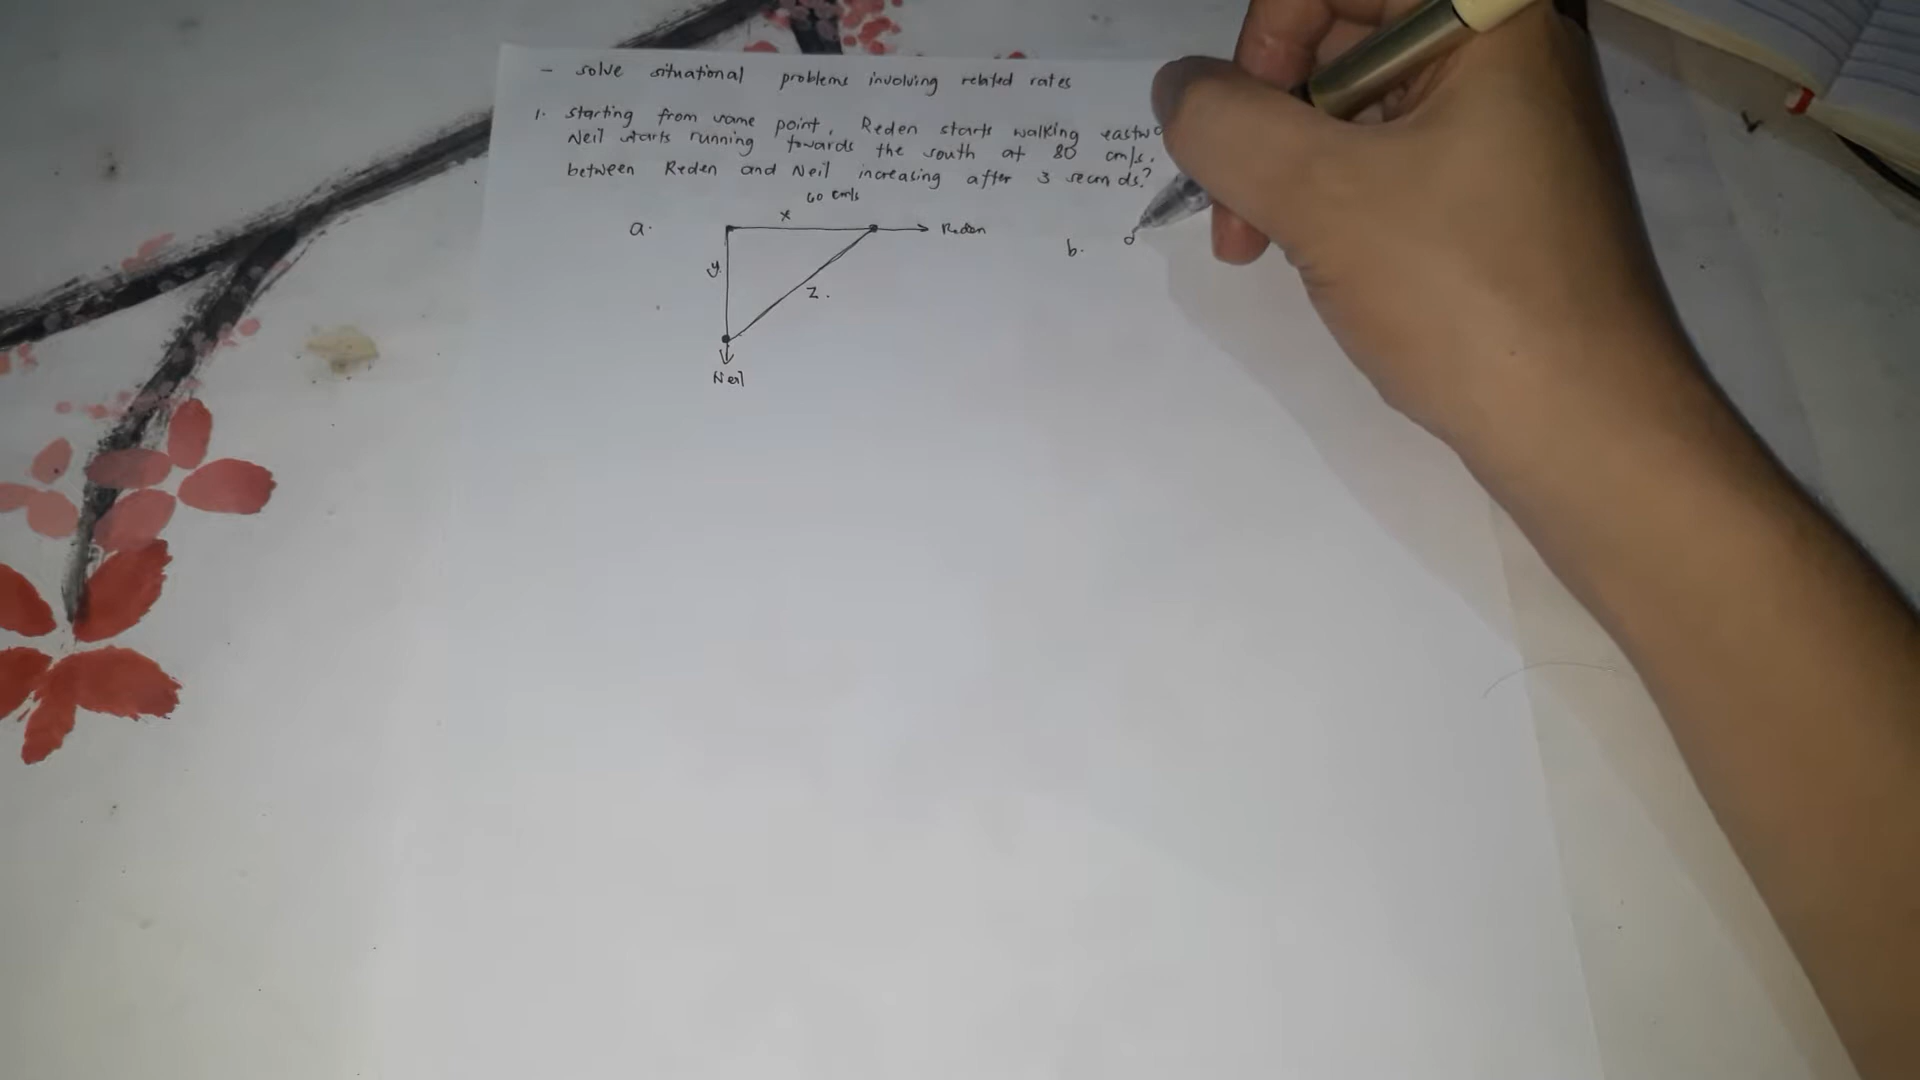 - solve situational problems involving related rates
1. starting from same point, Reden starts walking eastwa
Neil starts running towards the south at 80 cm/s.
between Reden and Neil increasing after 3 seconds?
60 cm/s
a. x Reden
y
z.
Neil
b. d